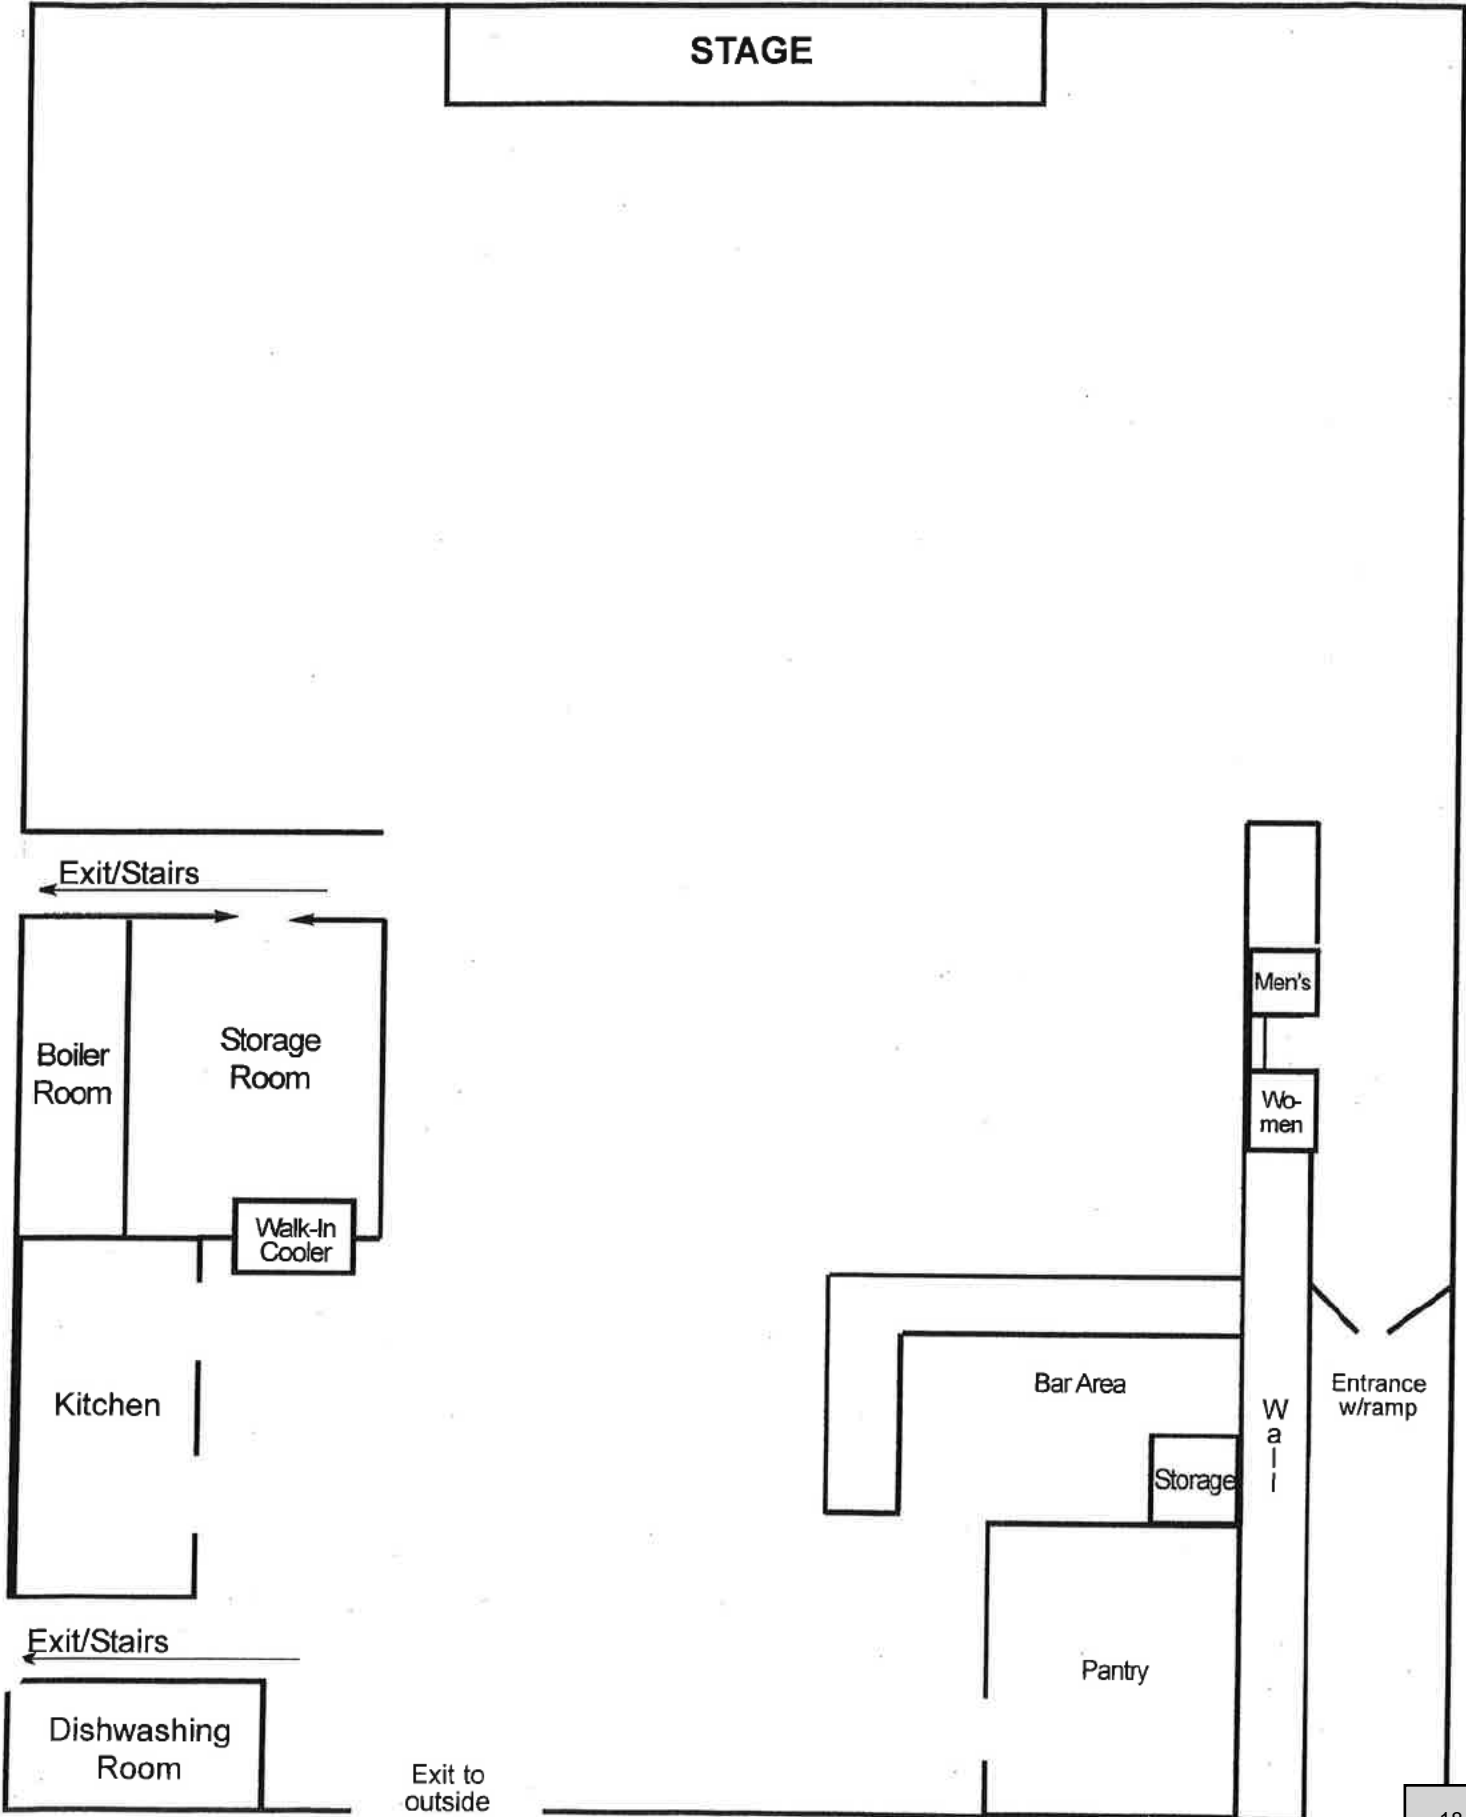 STAGE
Exit/Stairs
Men's
Boiler
Room
Storage
Room
Wo-
men
Walk-In
Cooler
Kitchen
Bar Area
Entrance
w/ramp
W
a
l
l
Storage
Exit/Stairs
Pantry
Dishwashing
Room
Exit to
outside